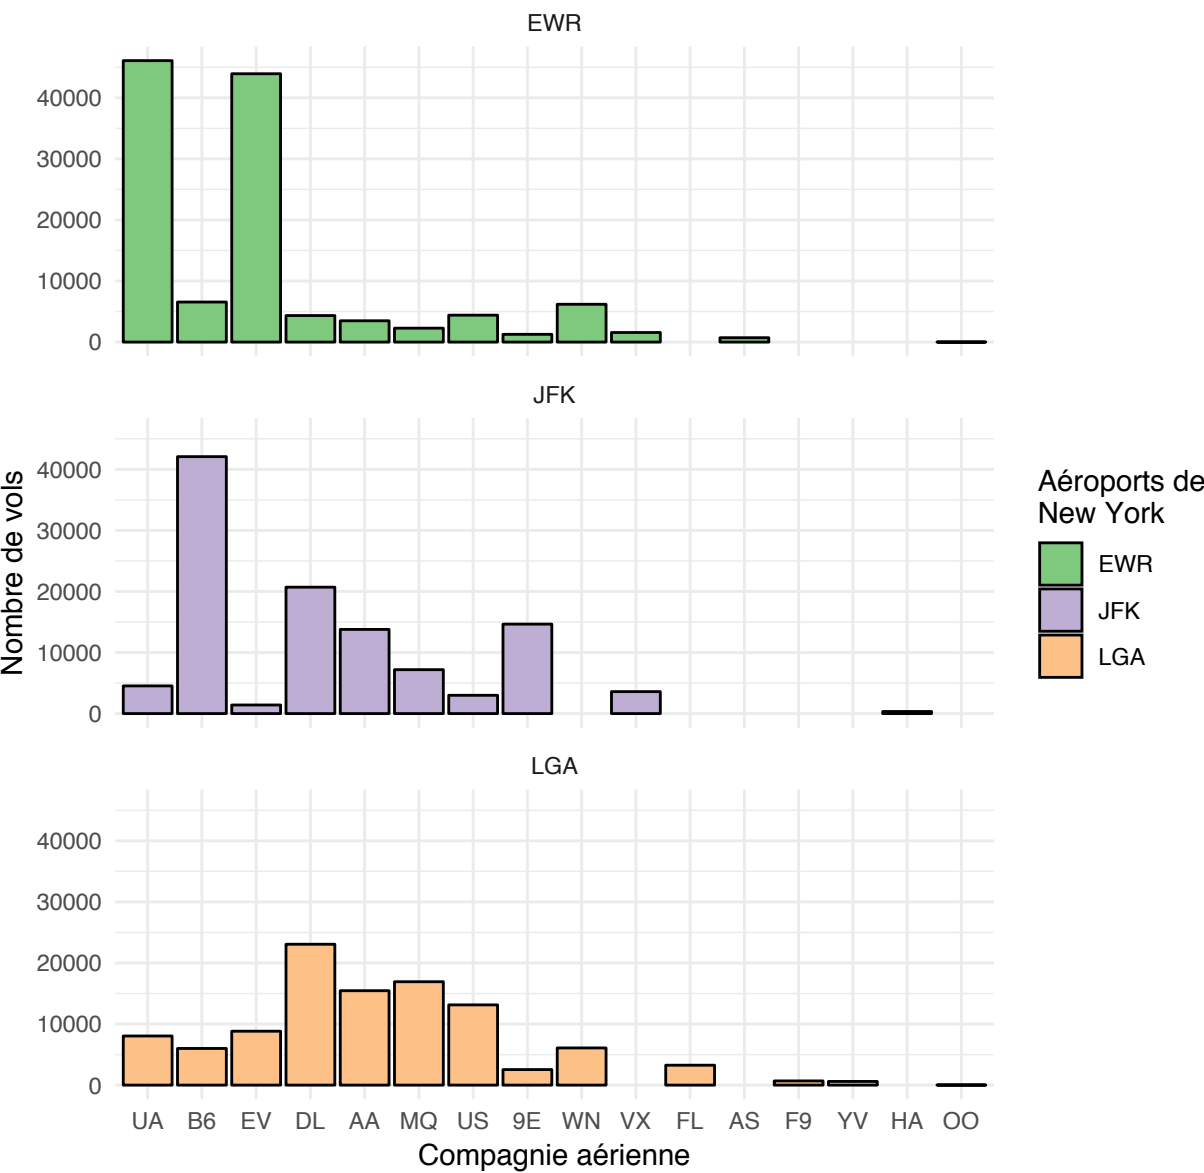 EWR
40000
30000
20000
10000
0
JFK
40000
30000
20000
10000
0
LGA
40000
30000
20000
10000
0
UA B6 EV DL AA MQ US 9E WN VX FL AS F9 YV HA OO
Compagnie aérienne
Nombre de vols
Aéroports de
New York
EWR
JFK
LGA